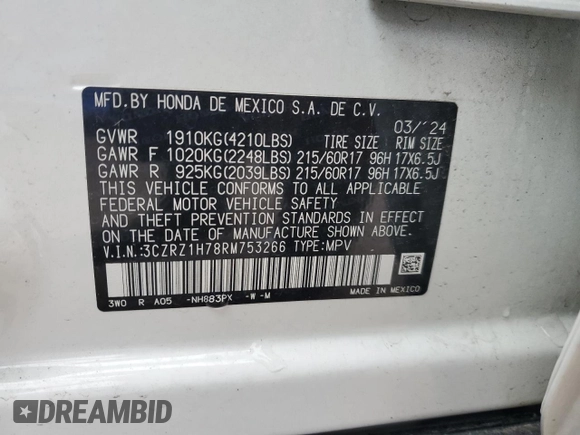 MFD.BY HONDA DE MEXICO S.A. DE C.V.
03/'24
GVWR 1910KG(4210LBS) TIRE SIZE RIM SIZE
GAWR F 1020KG(2248LBS) 215/60R17 96H 17X6.5J
GAWR R 925KG(2039LBS) 215/60R17 96H 17X6.5J
THIS VEHICLE CONFORMS TO ALL APPLICABLE
FEDERAL MOTOR VEHICLE SAFETY
AND THEFT PREVENTION STANDARDS IN EFFECT
ON THE DATE OF MANUFACTURE SHOWN ABOVE.
V.I.N.:3CZRZ1H78RM753266 TYPE:MPV
3W0 R A05 -NH883PX -W-M MADE IN MEXICO
DREAMBID